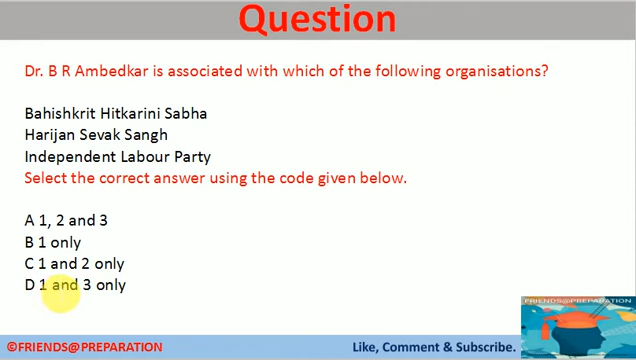 Question
Dr. B R Ambedkar is associated with which of the following organisations?
Bahishkrit Hitkarini Sabha
Harijan Sevak Sangh
Independent Labour Party
Select the correct answer using the code given below.
A 1, 2 and 3
B 1 only
C 1 and 2 only
D 1 and 3 only
FRIENDS@PREPARATION
©FRIENDS@PREPARATION
Like, Comment & Subscribe.